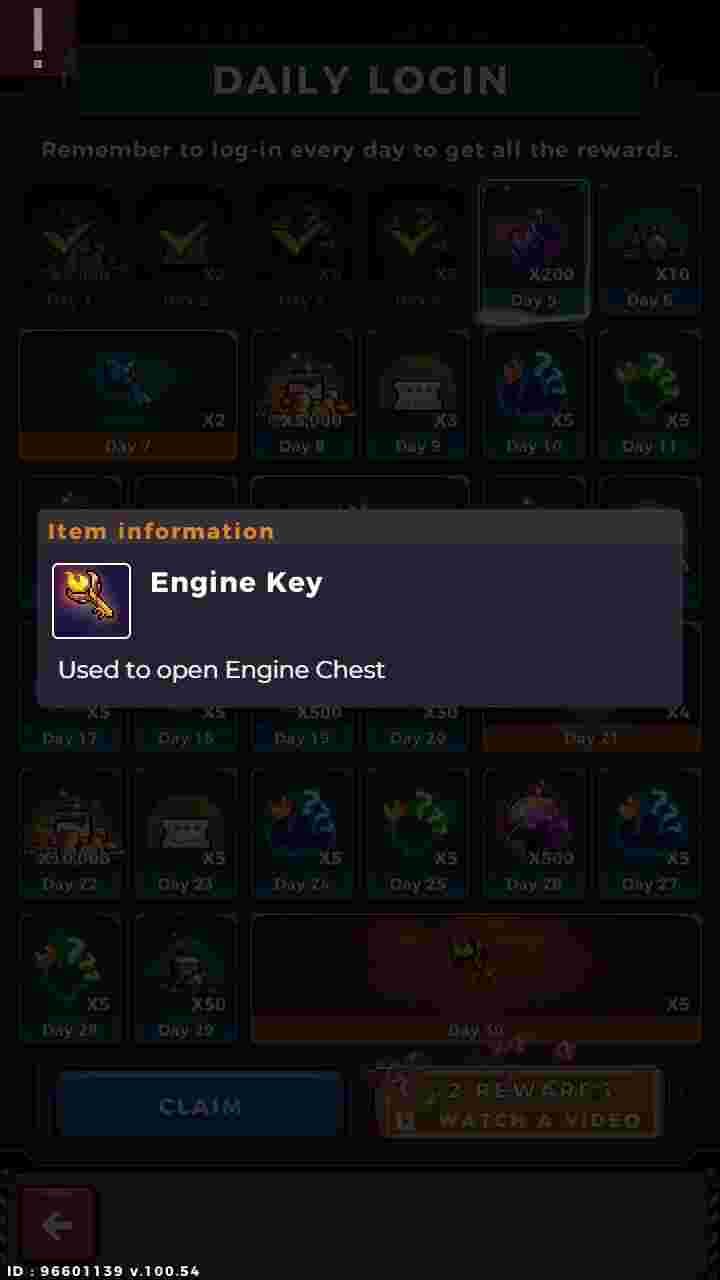 !
DAILY LOGIN
Remember to log-in every day to get all the rewards.
X2
X200
X10
Day 5
Day 6
X2
X5,000
X3
X5
X5
Day 7
Day 8
Day 9
Day 10
Day 11
Item information
Engine Key
Used to open Engine Chest
X5
X5
X500
X50
X4
Day 17
Day 18
Day 19
Day 20
Day 21
X10,000
X5
X5
X5
X500
X5
Day 22
Day 23
Day 24
Day 25
Day 26
Day 27
X5
X50
X5
Day 28
Day 29
Day 30
CLAIM
WATCH A VIDEO
ID : 96601139 v.100.54